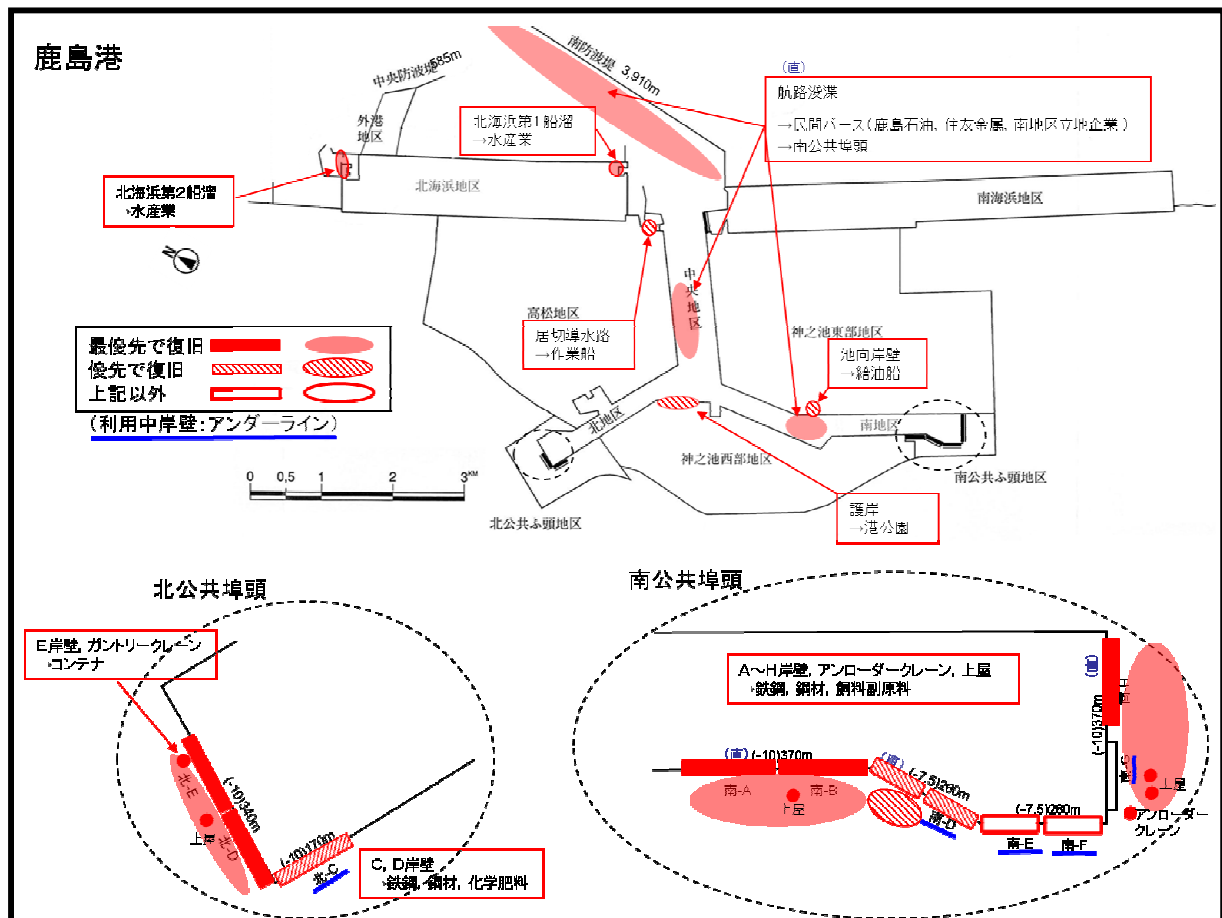 鹿島港
南防波堤 3,910m
中央防波堤 585m
外港
地区
(直)
航路浚渫
→民間バース(鹿島石油, 住友金属, 南地区立地企業)
→南公共埠頭
北海浜第1船溜
→水産業
北海浜第2船溜
→水産業
北海浜地区
南海浜地区
N
中央地区
高松地区
居切導水路
→作業船
神之池東部地区
地向岸壁
→給油船
最優先で復旧
優先で復旧
上記以外
(利用中岸壁:アンダーライン)
北地区
南地区
神之池西部地区
南公共ふ頭地区
北公共ふ頭地区
0 0,5 1 2 3KM
護岸
→港公園
北公共埠頭
E岸壁, ガントリークレーン
→コンテナ
北-E
(-10)340m
上屋
北-D
(-10)170m
北-C
C, D岸壁
→鉄鋼, 鋼材, 化学肥料
南公共埠頭
A～H岸壁, アンローダークレーン, 上屋
→鉄鋼, 鋼材, 飼料副原料
(直)
(-10)370m
南-A
南-B
上屋
(直)
(-7.5)260m
南-D
(-7.5)260m
南-E
南-F
(直)
(-10)370m
南-H
南-G
上屋
アンローダー
クレーン